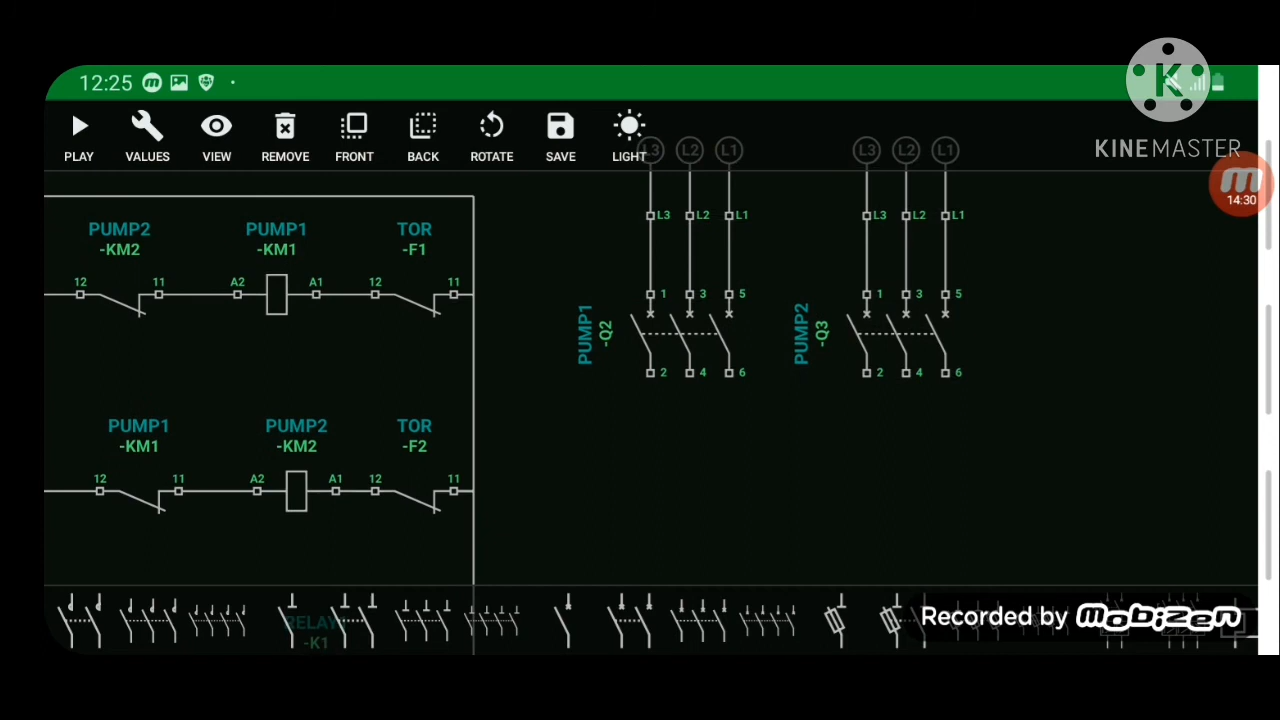 12:25
K
KINEMASTER
14:30
PLAY VALUES VIEW REMOVE FRONT BACK ROTATE SAVE LIGHT
L3 L2 L1 L3 L2 L1
L3 L2 L1 L3 L2 L1
PUMP2 PUMP1 TOR
-KM2 -KM1 -F1
12 11 A2 A1 12 11
1 3 5 1 3 5
PUMP1
-Q2
PUMP2
-Q3
2 4 6 2 4 6
PUMP1 PUMP2 TOR
-KM1 -KM2 -F2
12 11 A2 A1 12 11
RELAY
-K1
Recorded by mobizen